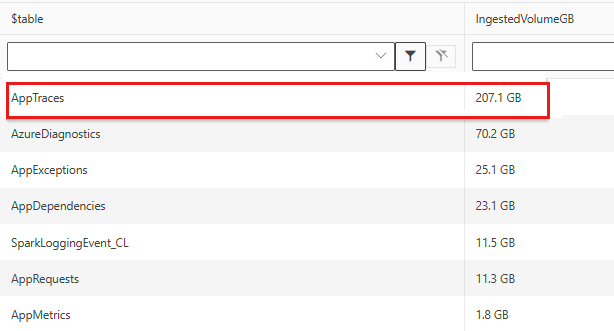 $table IngestedVolumeGB
AppTraces 207.1 GB
AzureDiagnostics 70.2 GB
AppExceptions 25.1 GB
AppDependencies 23.1 GB
SparkLoggingEvent_CL 11.5 GB
AppRequests 11.3 GB
AppMetrics 1.8 GB